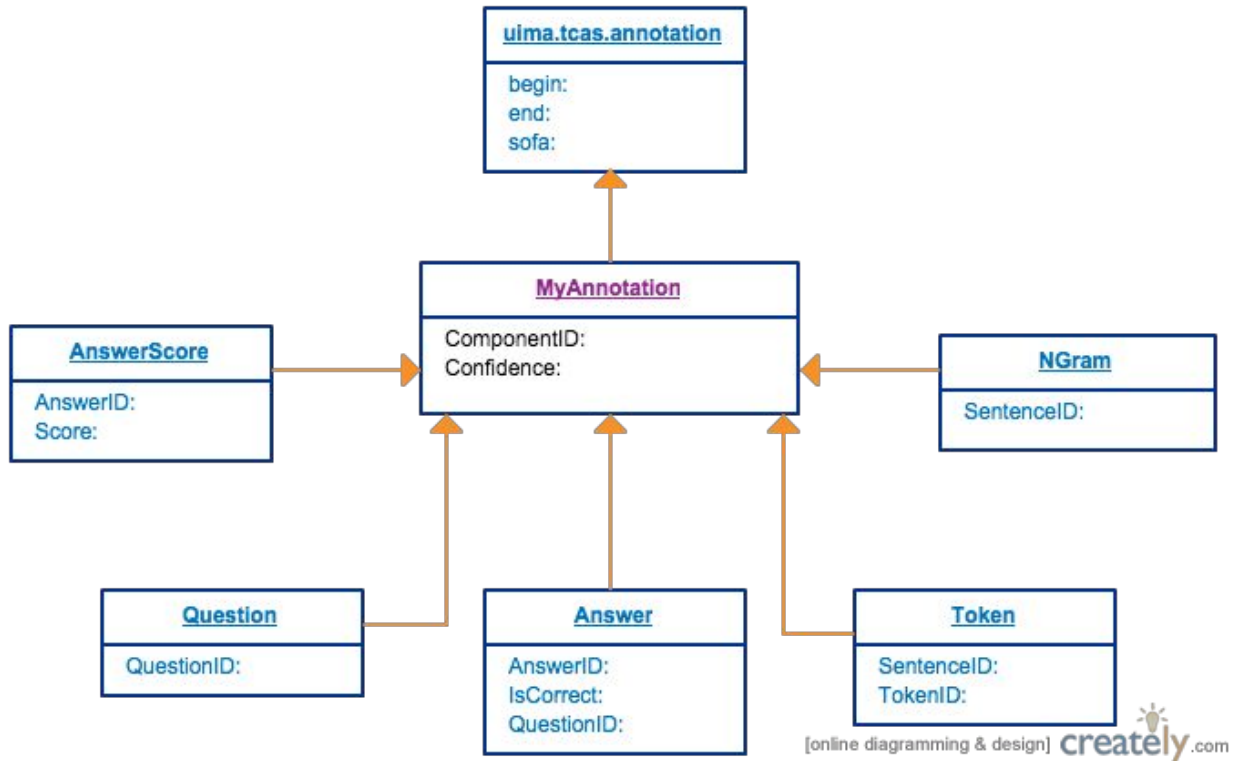 uima.tcas.annotation
begin:
end:
sofa:
MyAnnotation
ComponentID:
Confidence:
AnswerScore
AnswerID:
Score:
NGram
SentenceID:
Question
QuestionID:
Answer
AnswerID:
IsCorrect:
QuestionID:
Token
SentenceID:
TokenID:
[online diagramming & design] creately.com